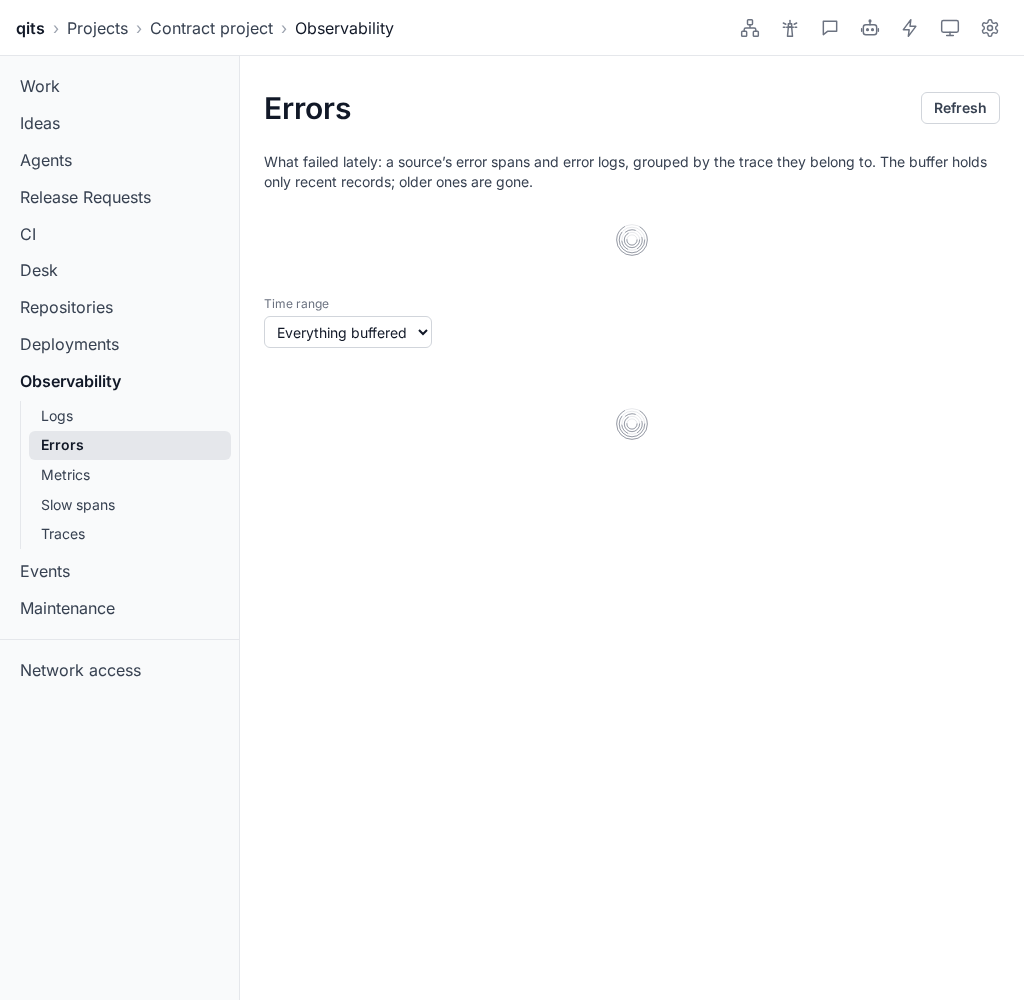 qits › Projects › Contract project › Observability
Work
Ideas
Agents
Release Requests
CI
Desk
Repositories
Deployments
Observability
Logs
Errors
Metrics
Slow spans
Traces
Events
Maintenance
Network access
Errors
Refresh
What failed lately: a source’s error spans and error logs, grouped by the trace they belong to. The buffer holds
only recent records; older ones are gone.
Time range
Everything buffered